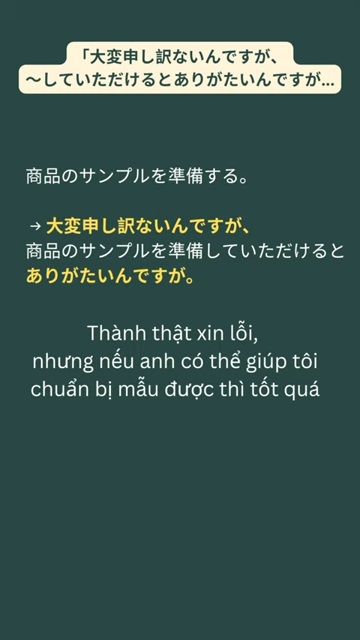 「大変申し訳ないんですが、
〜していただけるとありがたいんですが...
商品のサンプルを準備する。
→ 大変申し訳ないんですが、
商品のサンプルを準備していただけると
ありがたいんですが。
Thành thật xin lỗi,
nhưng nếu anh có thể giúp tôi
chuẩn bị mẫu được thì tốt quá